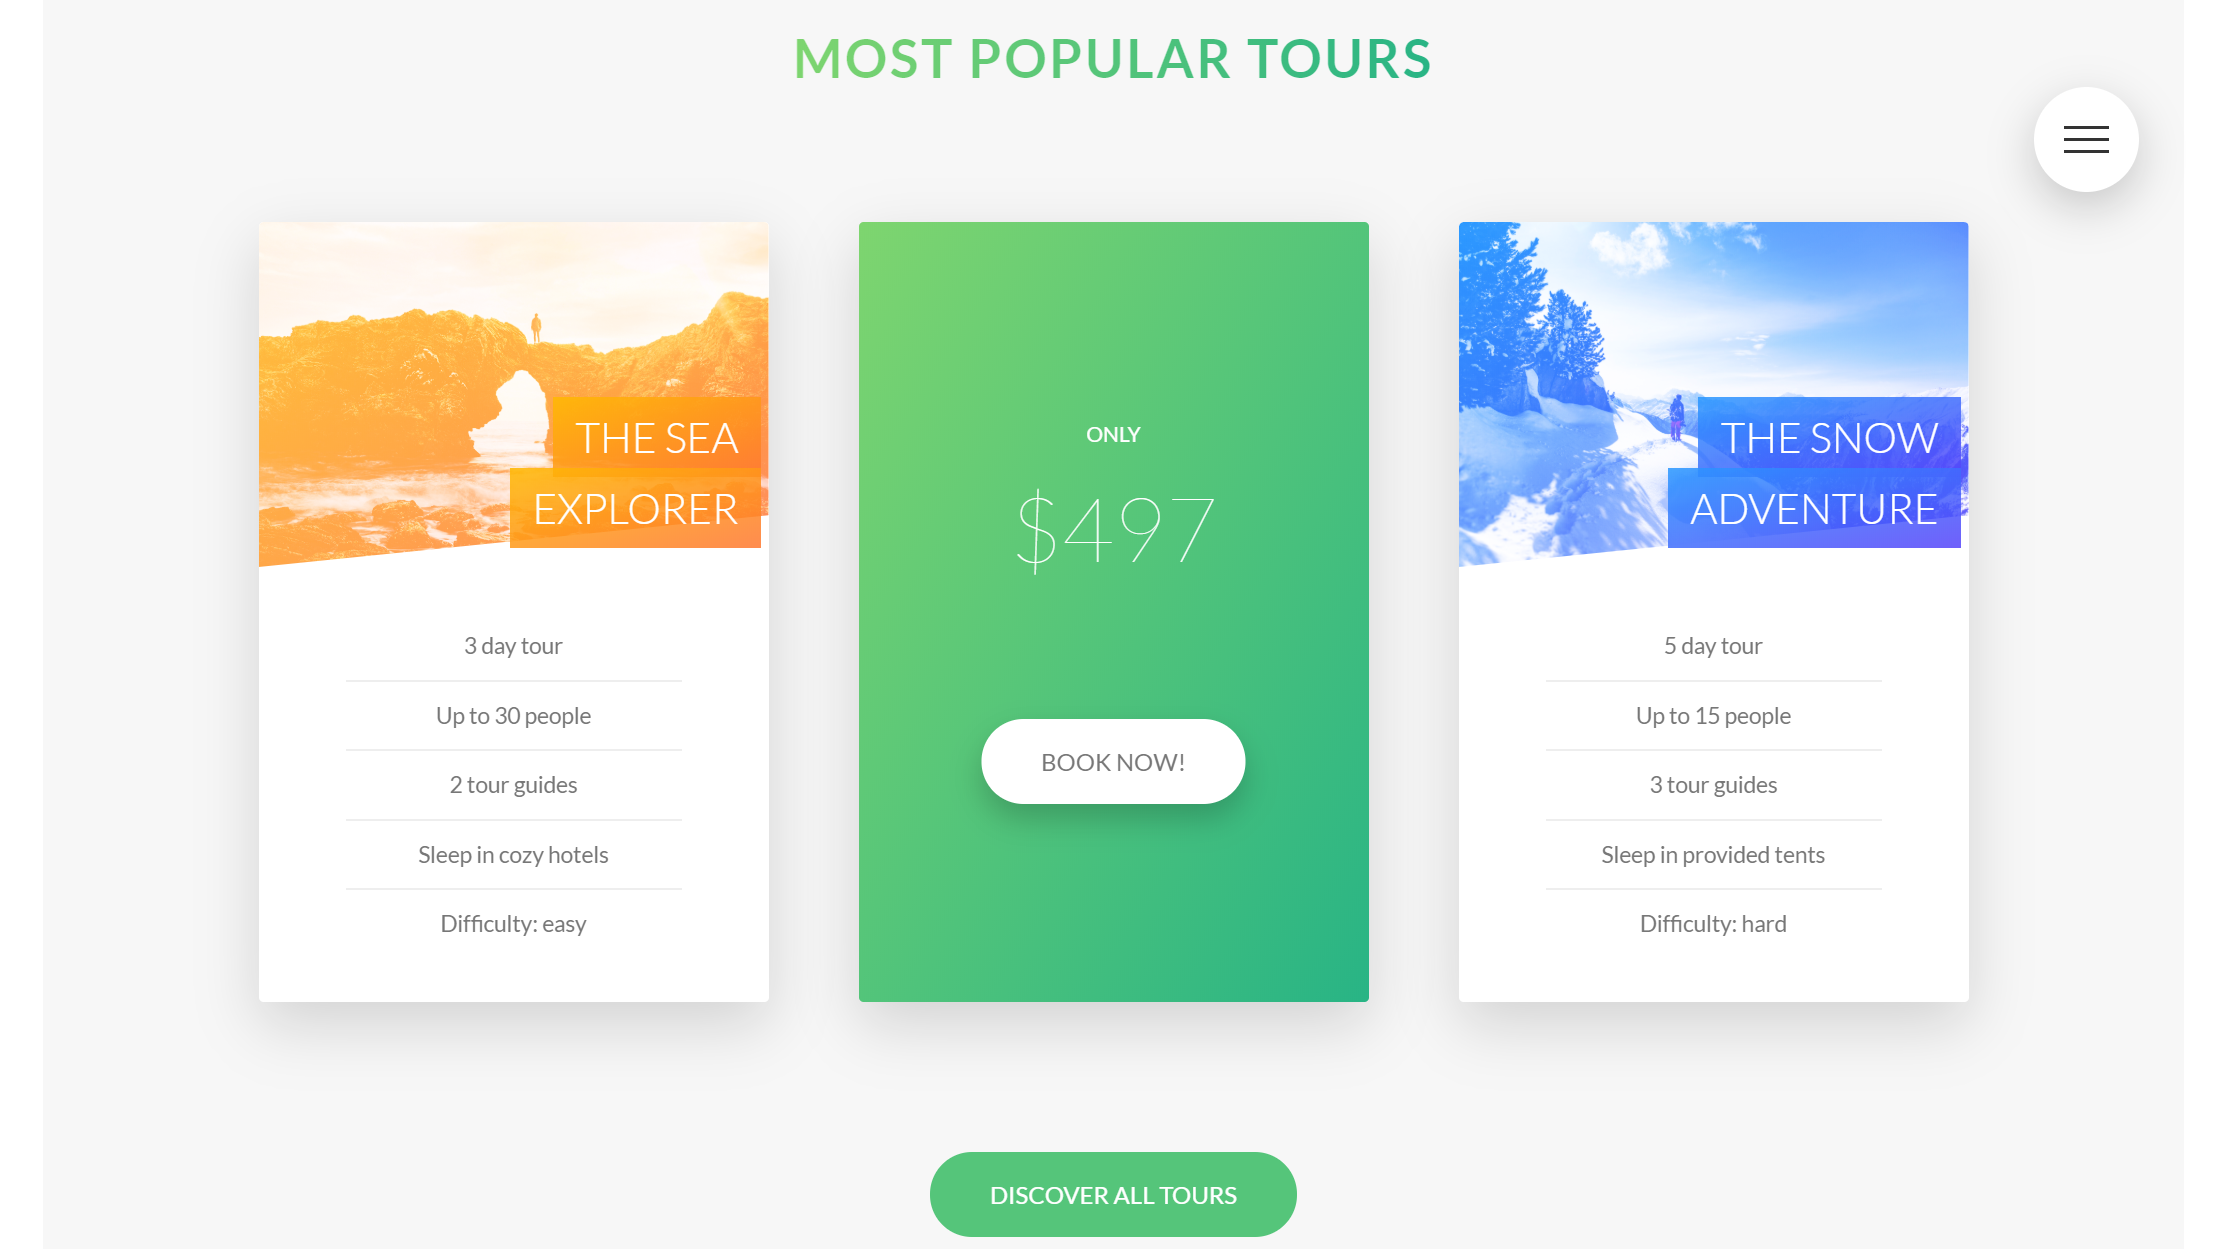 MOST POPULAR TOURS
THE SEA
EXPLORER
3 day tour
Up to 30 people
2 tour guides
Sleep in cozy hotels
Difficulty: easy
ONLY
$497
BOOK NOW!
THE SNOW
ADVENTURE
5 day tour
Up to 15 people
3 tour guides
Sleep in provided tents
Difficulty: hard
DISCOVER ALL TOURS